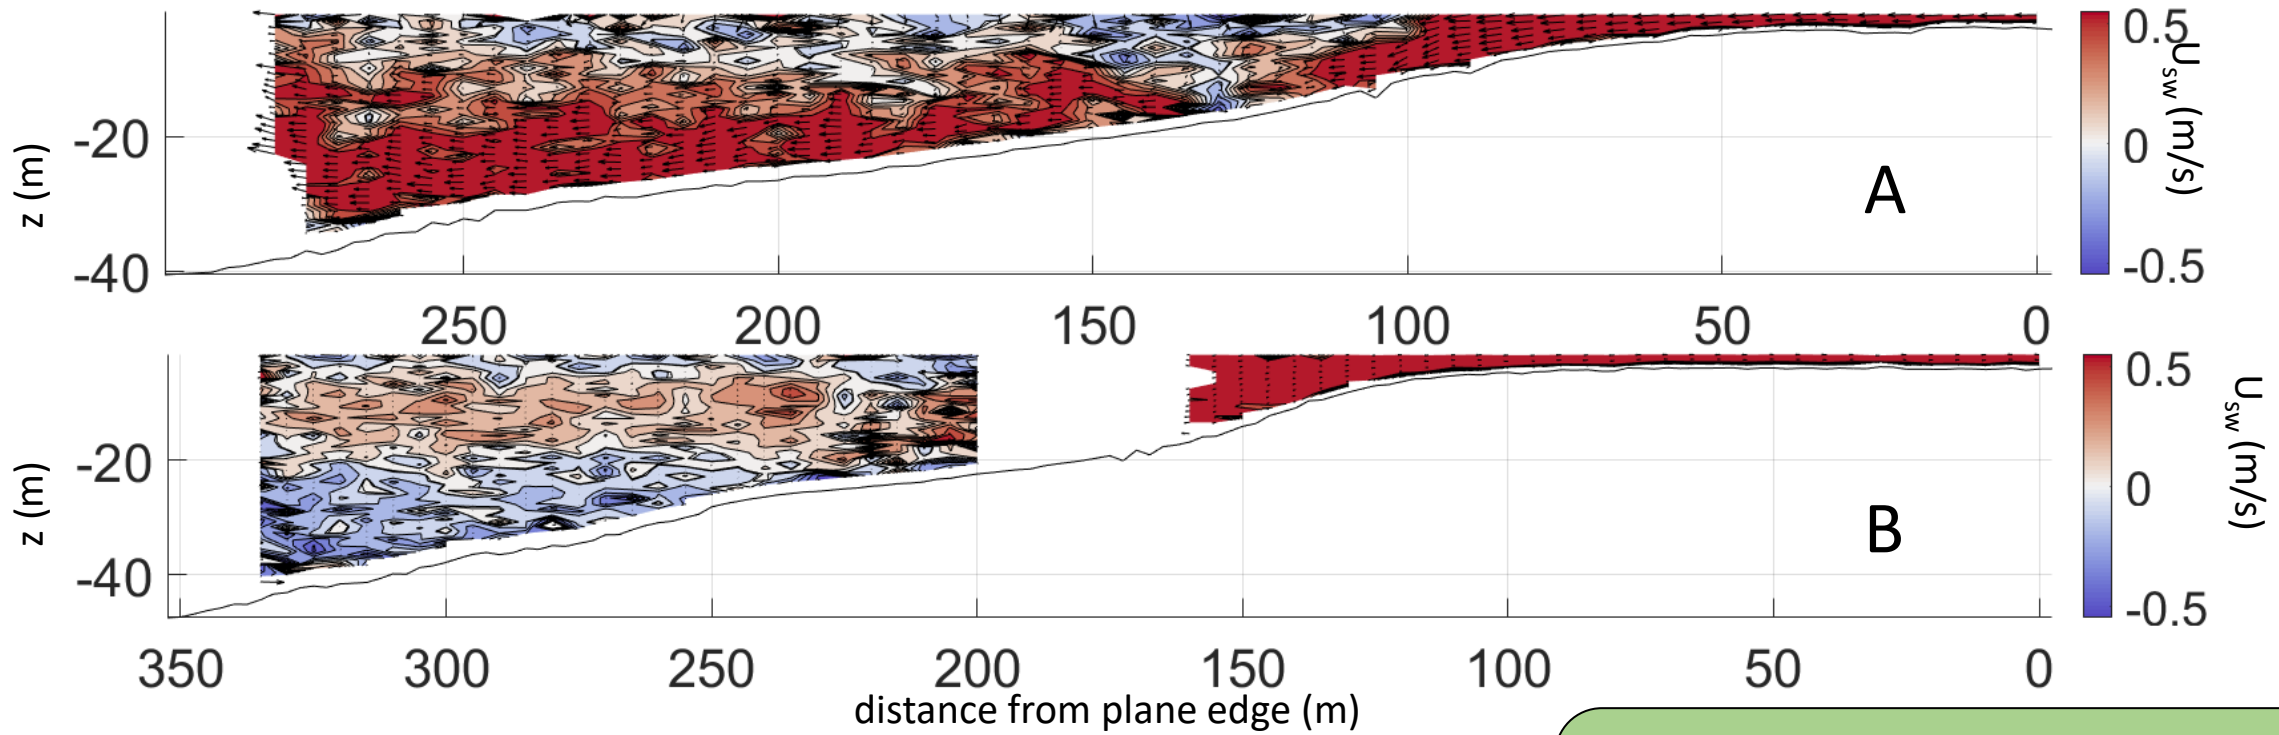 0.5
0
-0.5
U_sw (m/s)
z (m)
-20
-40
A
250 200 150 100 50 0
0.5
0
-0.5
U_sw (m/s)
z (m)
-20
-40
B
350 300 250 200 150 100 50 0
distance from plane edge (m)